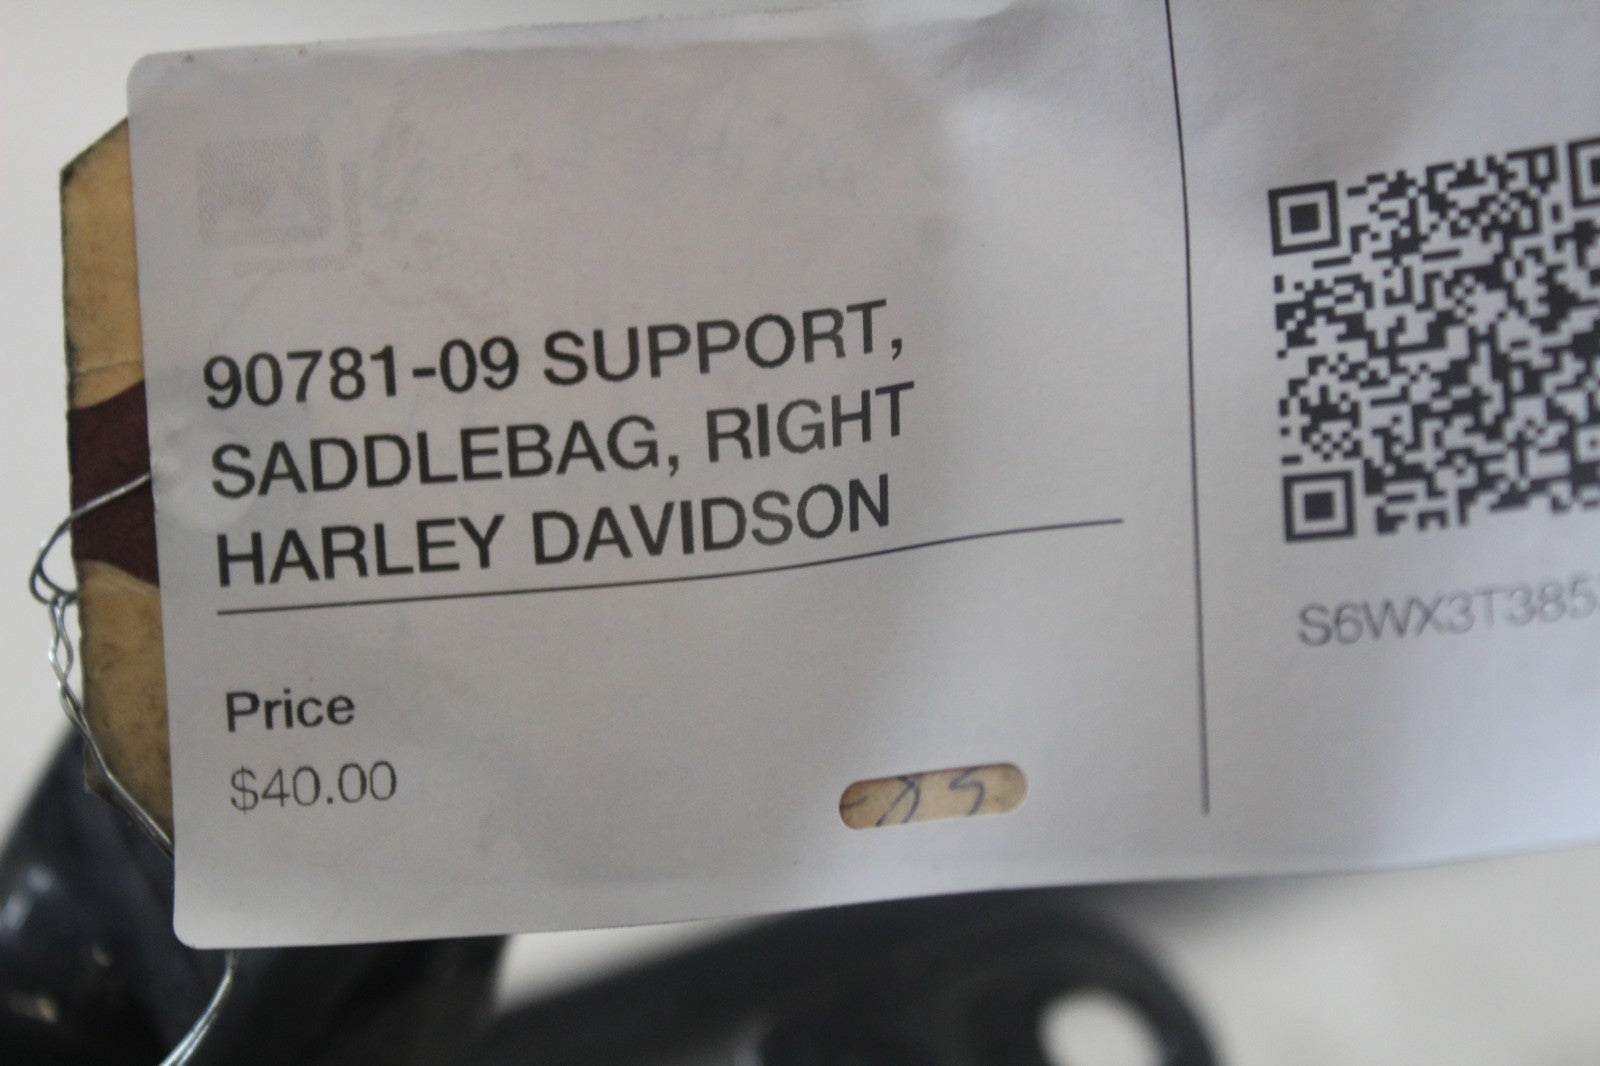 90781-09 SUPPORT,
SADDLEBAG, RIGHT
HARLEY DAVIDSON
Price
$40.00
S6WX3T385